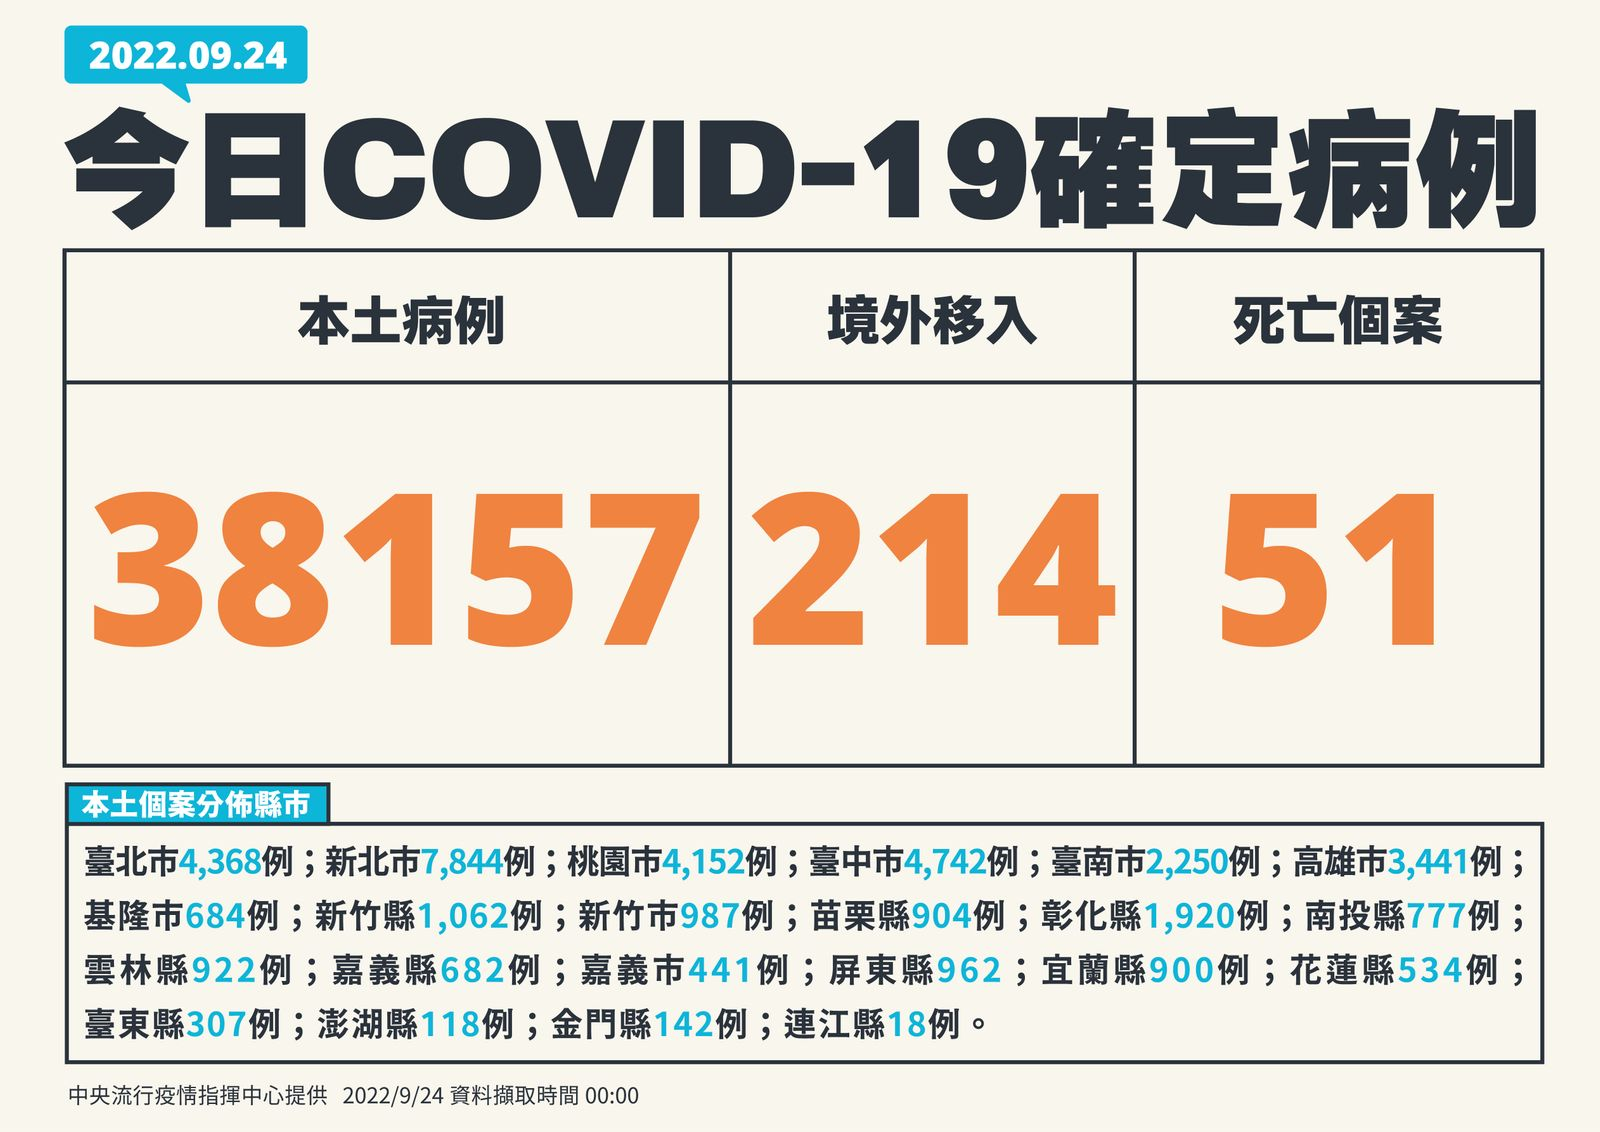 2022.09.24
今日COVID-19確定病例
本土病例 境外移入 死亡個案
38157 214 51
本土個案分佈縣市
臺北市4,368例；新北市7,844例；桃園市4,152例；臺中市4,742例；臺南市2,250例；高雄市3,441例；
基隆市684例；新竹縣1,062例；新竹市987例；苗栗縣904例；彰化縣1,920例；南投縣777例；
雲林縣922例；嘉義縣682例；嘉義市441例；屏東縣962；宜蘭縣900例；花蓮縣534例；
臺東縣307例；澎湖縣118例；金門縣142例；連江縣18例。
中央流行疫情指揮中心提供 2022/9/24 資料擷取時間 00:00